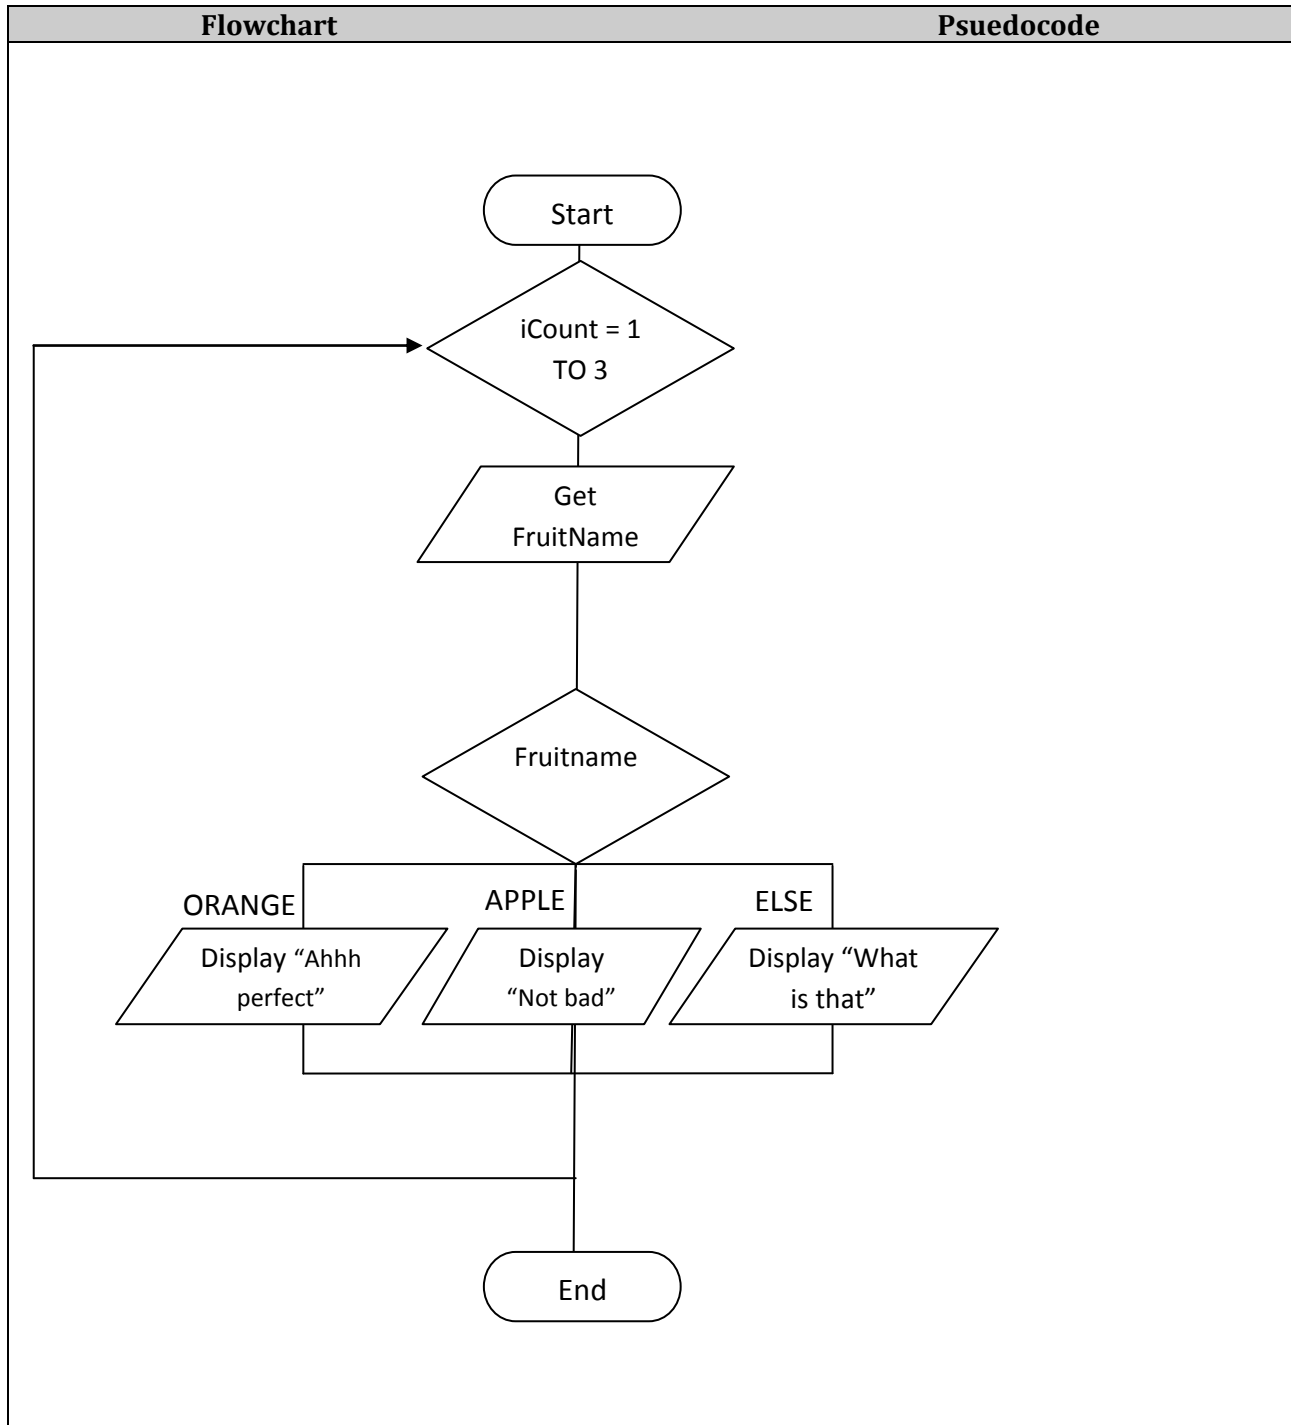 Flowchart
Psuedocode
Start
iCount = 1
TO 3
Get
FruitName
Fruitname
ORANGE
APPLE
ELSE
Display “Ahhh
perfect”
Display
“Not bad”
Display “What
is that”
End